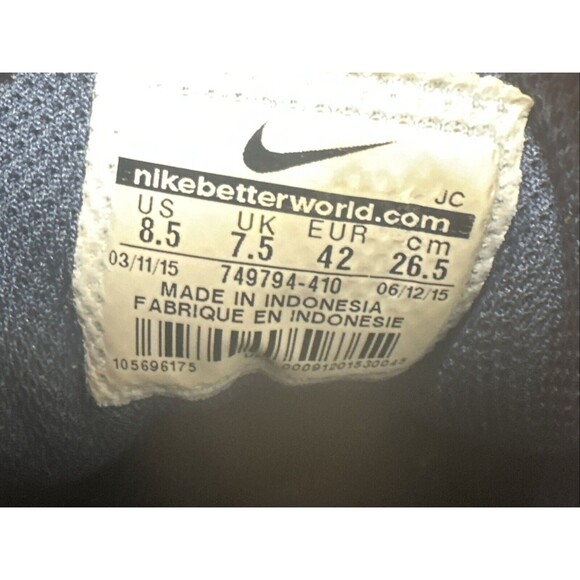 JC
nikebetterworld.com
US UK EUR cm
8.5 7.5 42 26.5
03/11/15 749794-410 06/12/15
MADE IN INDONESIA
FABRIQUE EN INDONESIE
105696175 00091201530048